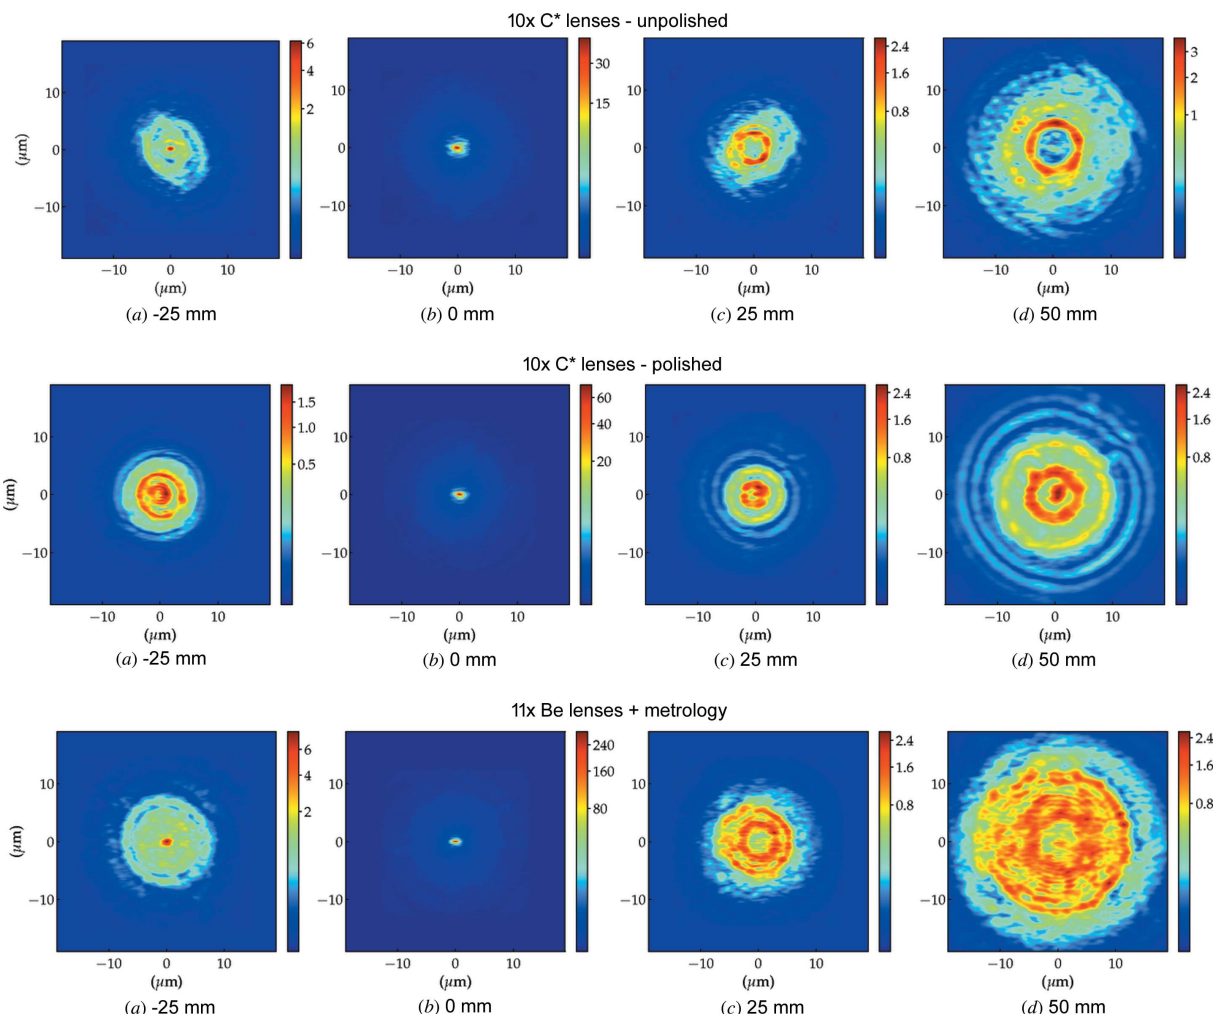 10x C* lenses - unpolished
6
4
2
10
0
−10
(μm)
−10 0 10
(μm)
(a) -25 mm
30
15
10
0
−10
−10 0 10
(μm)
(b) 0 mm
2.4
1.6
0.8
10
0
−10
−10 0 10
(μm)
(c) 25 mm
3
2
1
10
0
−10
−10 0 10
(μm)
(d) 50 mm
10x C* lenses - polished
1.5
1.0
0.5
10
0
−10
(μm)
−10 0 10
(μm)
(a) -25 mm
60
40
20
10
0
−10
−10 0 10
(μm)
(b) 0 mm
2.4
1.6
0.8
10
0
−10
−10 0 10
(μm)
(c) 25 mm
2.4
1.6
0.8
10
0
−10
−10 0 10
(μm)
(d) 50 mm
11x Be lenses + metrology
6
4
2
10
0
−10
(μm)
−10 0 10
(μm)
(a) -25 mm
240
160
80
10
0
−10
−10 0 10
(μm)
(b) 0 mm
2.4
1.6
0.8
10
0
−10
−10 0 10
(μm)
(c) 25 mm
2.4
1.6
0.8
10
0
−10
−10 0 10
(μm)
(d) 50 mm